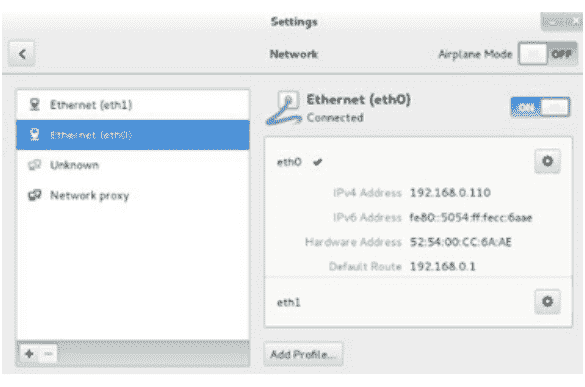 Settings
Network
Airplane Mode OFF
Ethernet (eth1)
Ethernet (eth0)
Unknown
Network proxy
Ethernet (eth0)
Connected
ON
eth0
IPv4 Address 192.168.0.110
IPv6 Address fe80::5054:ff:fecc:6aae
Hardware Address 52:54:00:CC:6A:AE
Default Route 192.168.0.1
eth1
Add Profile...